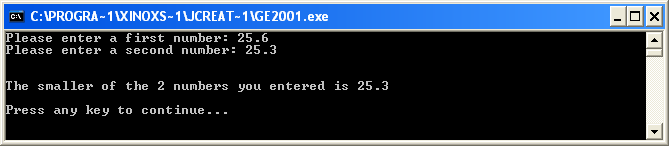 C:\PROGRA~1\XINOXS~1\JCREAT~1\GE2001.exe
Please enter a first number: 25.6
Please enter a second number: 25.3
The smaller of the 2 numbers you entered is 25.3
Press any key to continue...